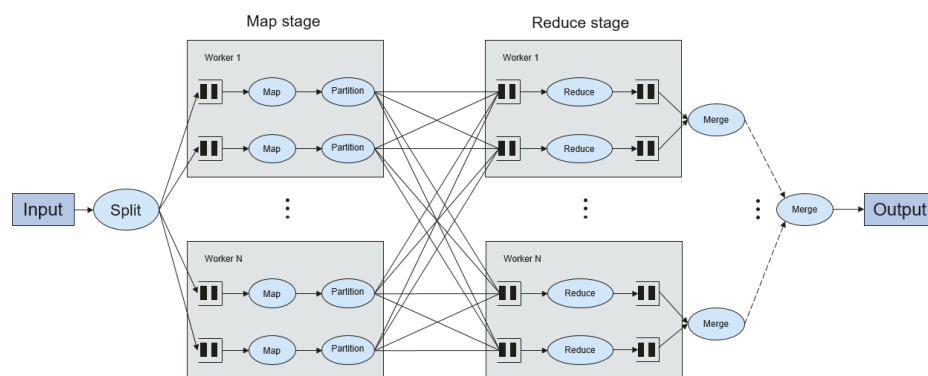 Map stage
Reduce stage
Worker 1
Worker 1
Map
Partition
Reduce
Merge
Map
Partition
Reduce
Input
Split
Merge
Output
Worker N
Worker N
Map
Partition
Reduce
Merge
Map
Partition
Reduce